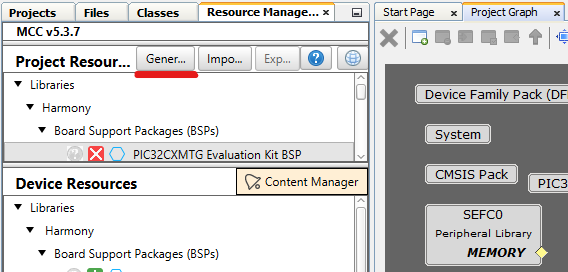 Projects Files Classes Resource Manage...
MCC v5.3.7
Project Resour... Gener... Impo... Exp... ?
Libraries
Harmony
Board Support Packages (BSPs)
? PIC32CXMTG Evaluation Kit BSP
Device Resources Content Manager
Libraries
Harmony
Board Support Packages (BSPs)
Start Page Project Graph
Device Family Pack (DF
System
CMSIS Pack
PIC3
SEFC0
Peripheral Library
MEMORY